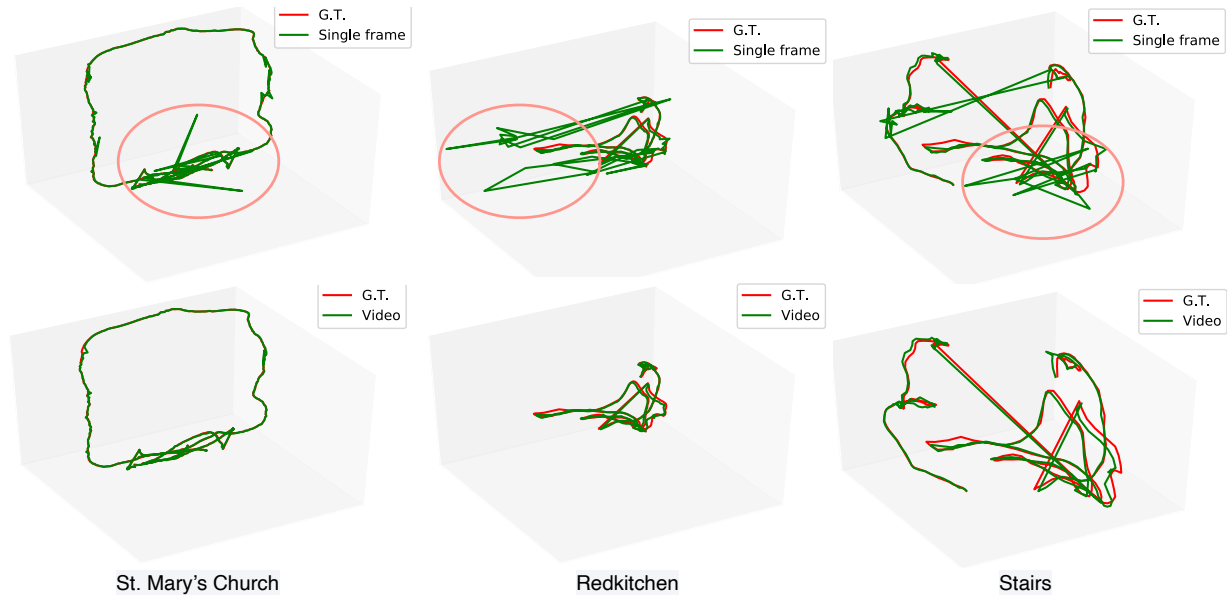 G.T.
Single frame
G.T.
Single frame
G.T.
Single frame
G.T.
Video
G.T.
Video
G.T.
Video
St. Mary's Church
Redkitchen
Stairs